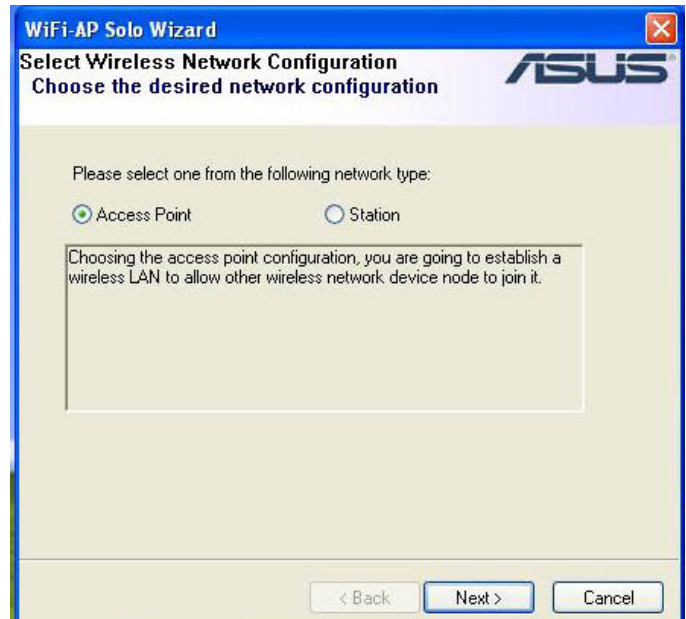 WiFi-AP Solo Wizard
Select Wireless Network Configuration
Choose the desired network configuration
ASUS
Please select one from the following network type:
Access Point
Station
Choosing the access point configuration, you are going to establish a
wireless LAN to allow other wireless network device node to join it.
< Back
Next >
Cancel